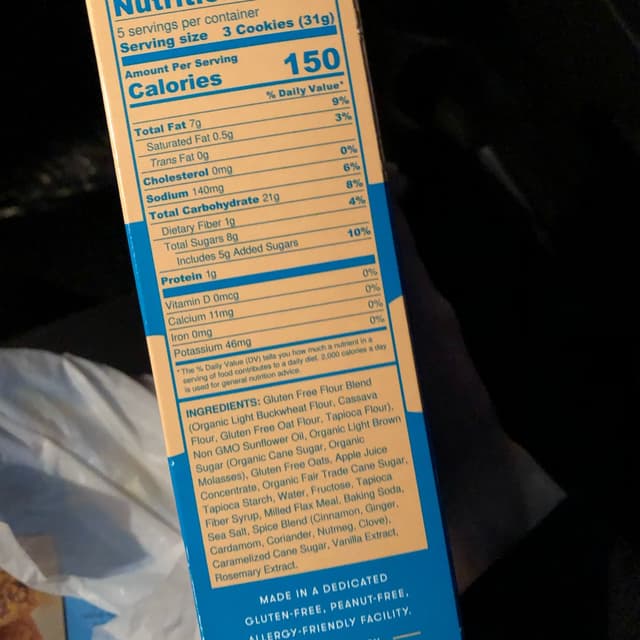 5 servings per container
Serving size 3 Cookies (31g)
Amount Per Serving
Calories 150
% Daily Value*
Total Fat 7g 9%
Saturated Fat 0.5g 3%
Trans Fat 0g
Cholesterol 0mg 0%
Sodium 140mg 6%
Total Carbohydrate 21g 8%
Dietary Fiber 1g 4%
Total Sugars 8g
Includes 5g Added Sugars 10%
Protein 1g
Vitamin D 0mcg 0%
Calcium 11mg 0%
Iron 0mg 0%
Potassium 46mg 0%
*The % Daily Value (DV) tells you how much a nutrient in a
serving of food contributes to a daily diet. 2,000 calories a day
is used for general nutrition advice.
INGREDIENTS: Gluten Free Flour Blend
(Organic Light Buckwheat Flour, Cassava
Flour, Gluten Free Oat Flour, Tapioca Flour),
Non GMO Sunflower Oil, Organic Light Brown
Sugar (Organic Cane Sugar, Organic
Molasses), Gluten Free Oats, Apple Juice
Concentrate, Organic Fair Trade Cane Sugar,
Tapioca Starch, Water, Fructose, Tapioca
Fiber Syrup, Milled Flax Meal, Baking Soda,
Sea Salt, Spice Blend (Cinnamon, Ginger,
Cardamom, Coriander, Nutmeg, Clove),
Caramelized Cane Sugar, Vanilla Extract,
Rosemary Extract.
MADE IN A DEDICATED
GLUTEN-FREE, PEANUT-FREE,
ALLERGY-FRIENDLY FACILITY.